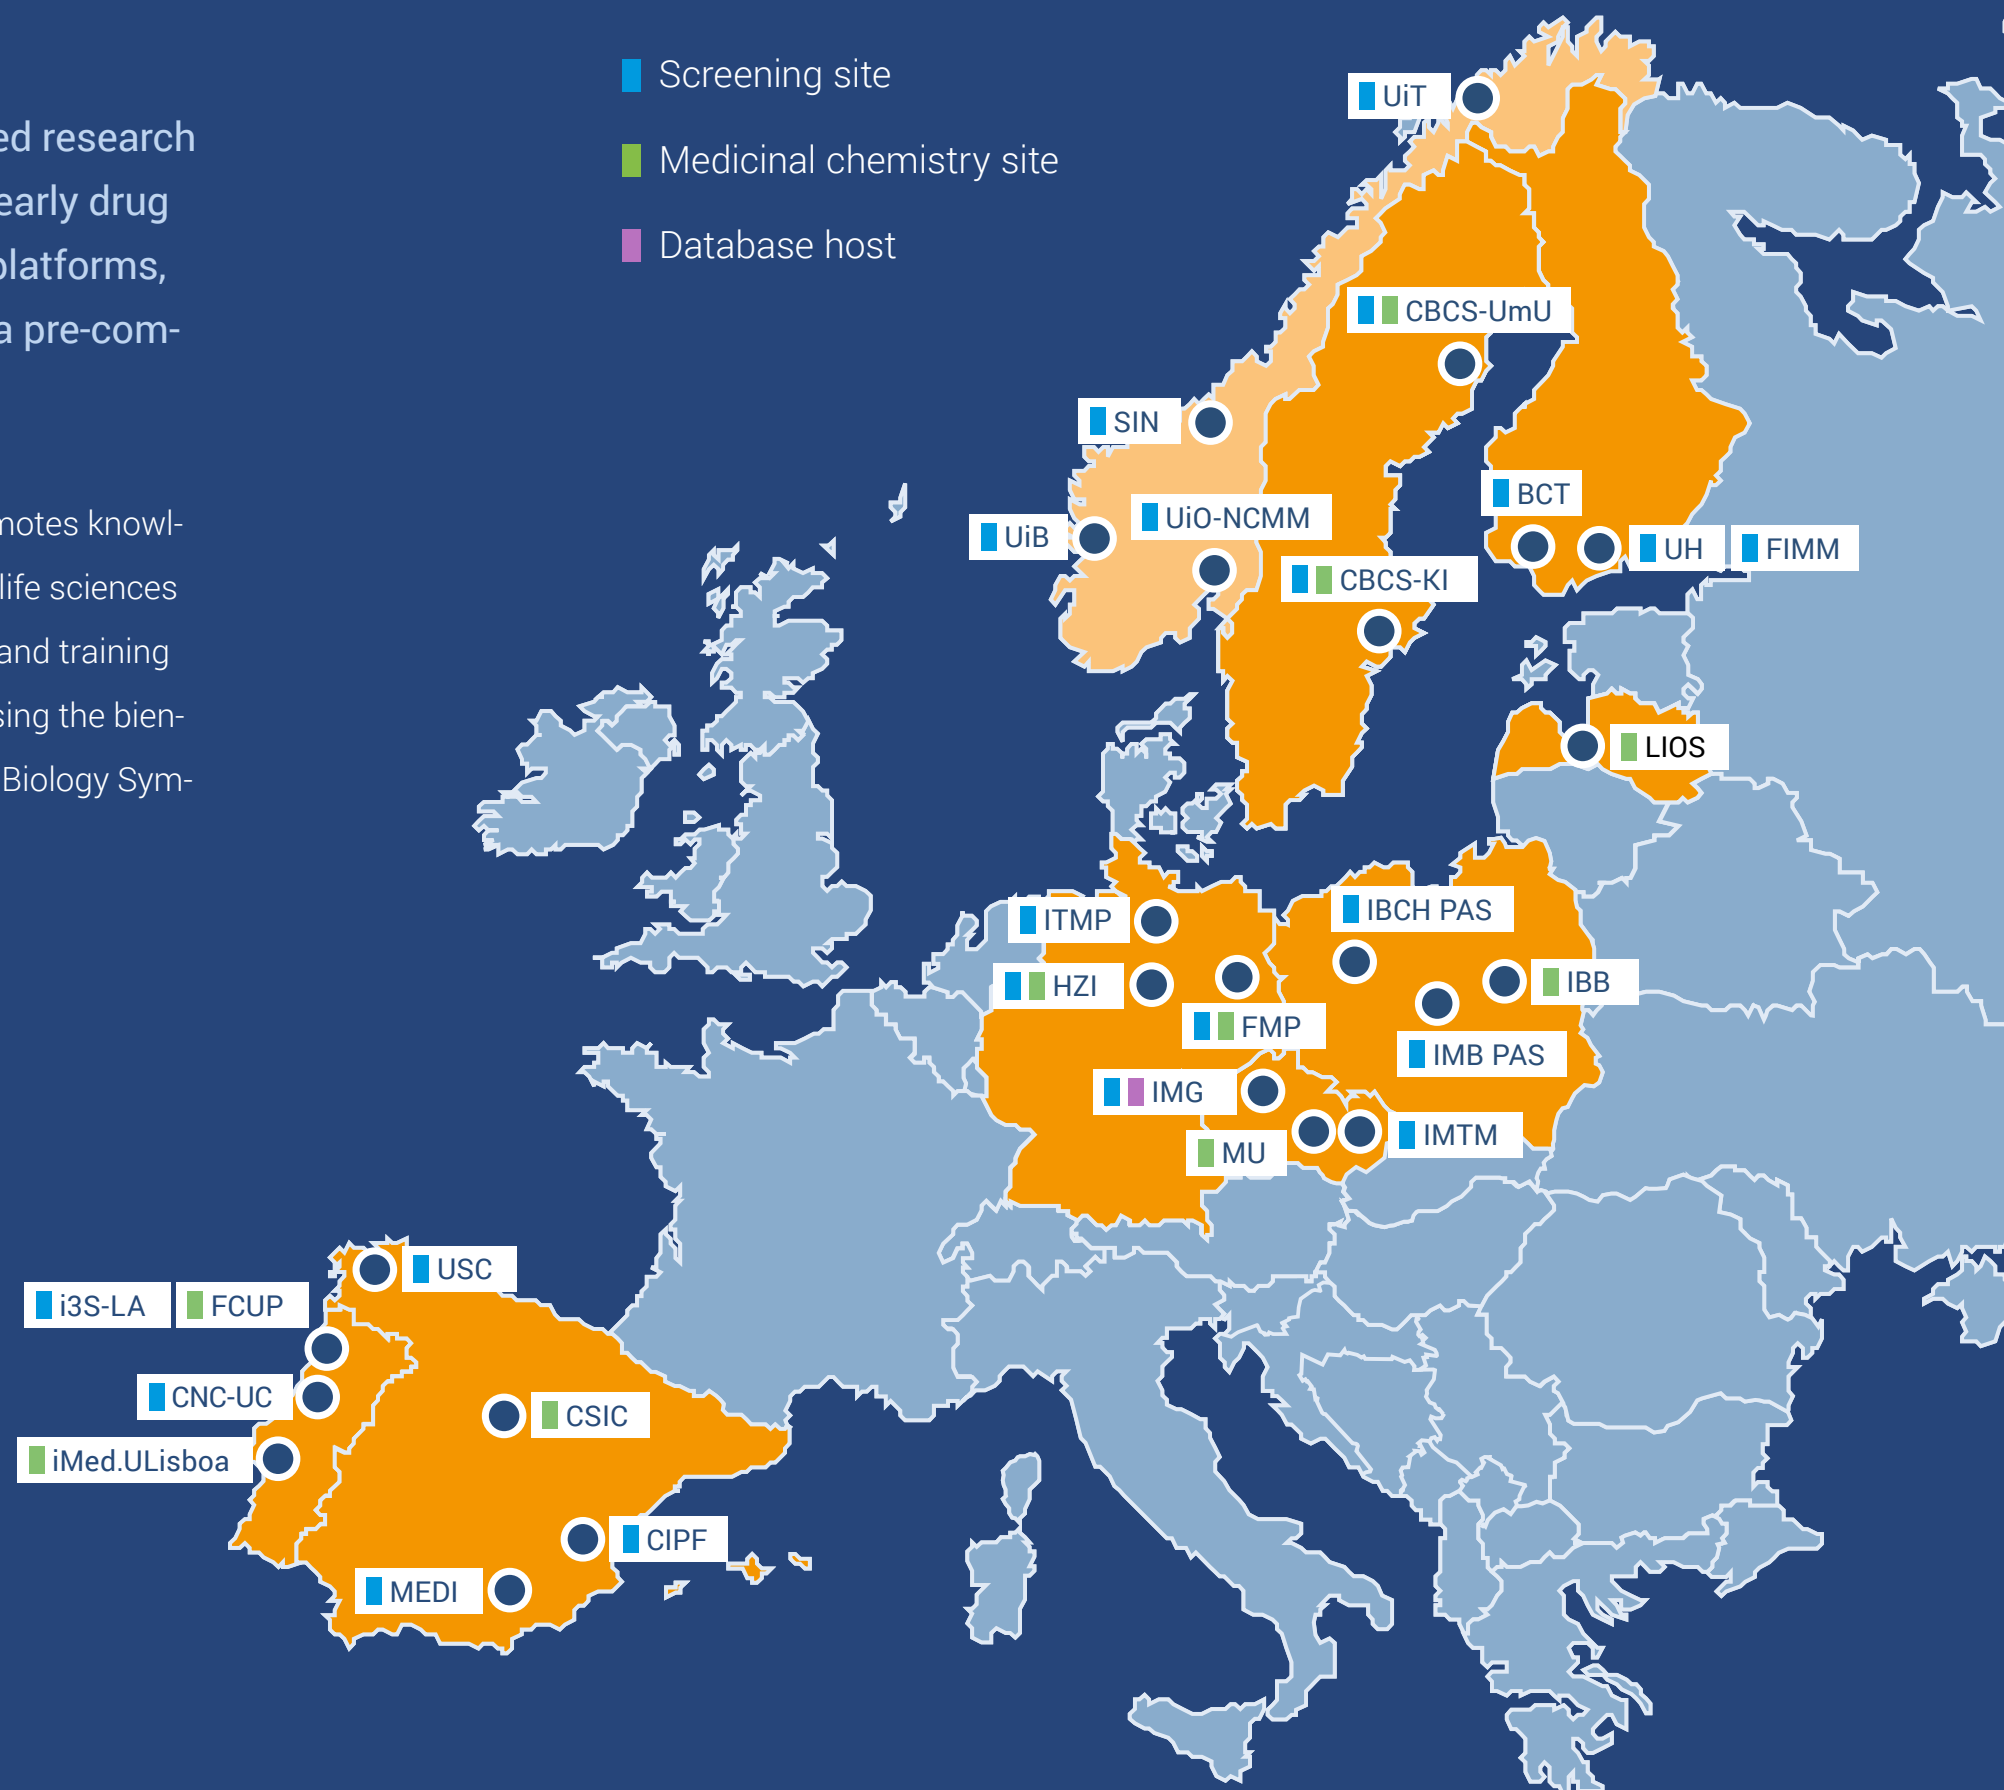 ed research
early drug
platforms,
a pre-com-
motes knowl-
life sciences
and training
sing the bien-
Biology Sym-
Screening site
Medicinal chemistry site
Database host
UiT
CBCS-UmU
SIN
BCT
UiO-NCMM
UiB
UH
FIMM
CBCS-KI
LIOS
IBCH PAS
ITMP
IBB
HZI
FMP
IMB PAS
IMG
IMTM
MU
USC
i3S-LA
FCUP
CNC-UC
CSIC
iMed.ULisboa
CIPF
MEDI